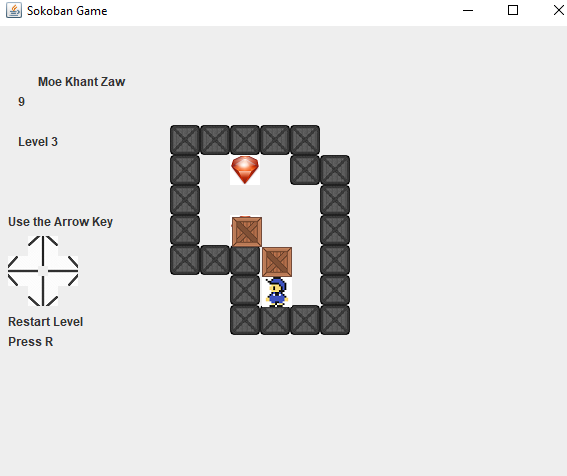 Sokoban Game
Moe Khant Zaw
9
Level 3
Use the Arrow Key
Restart Level
Press R